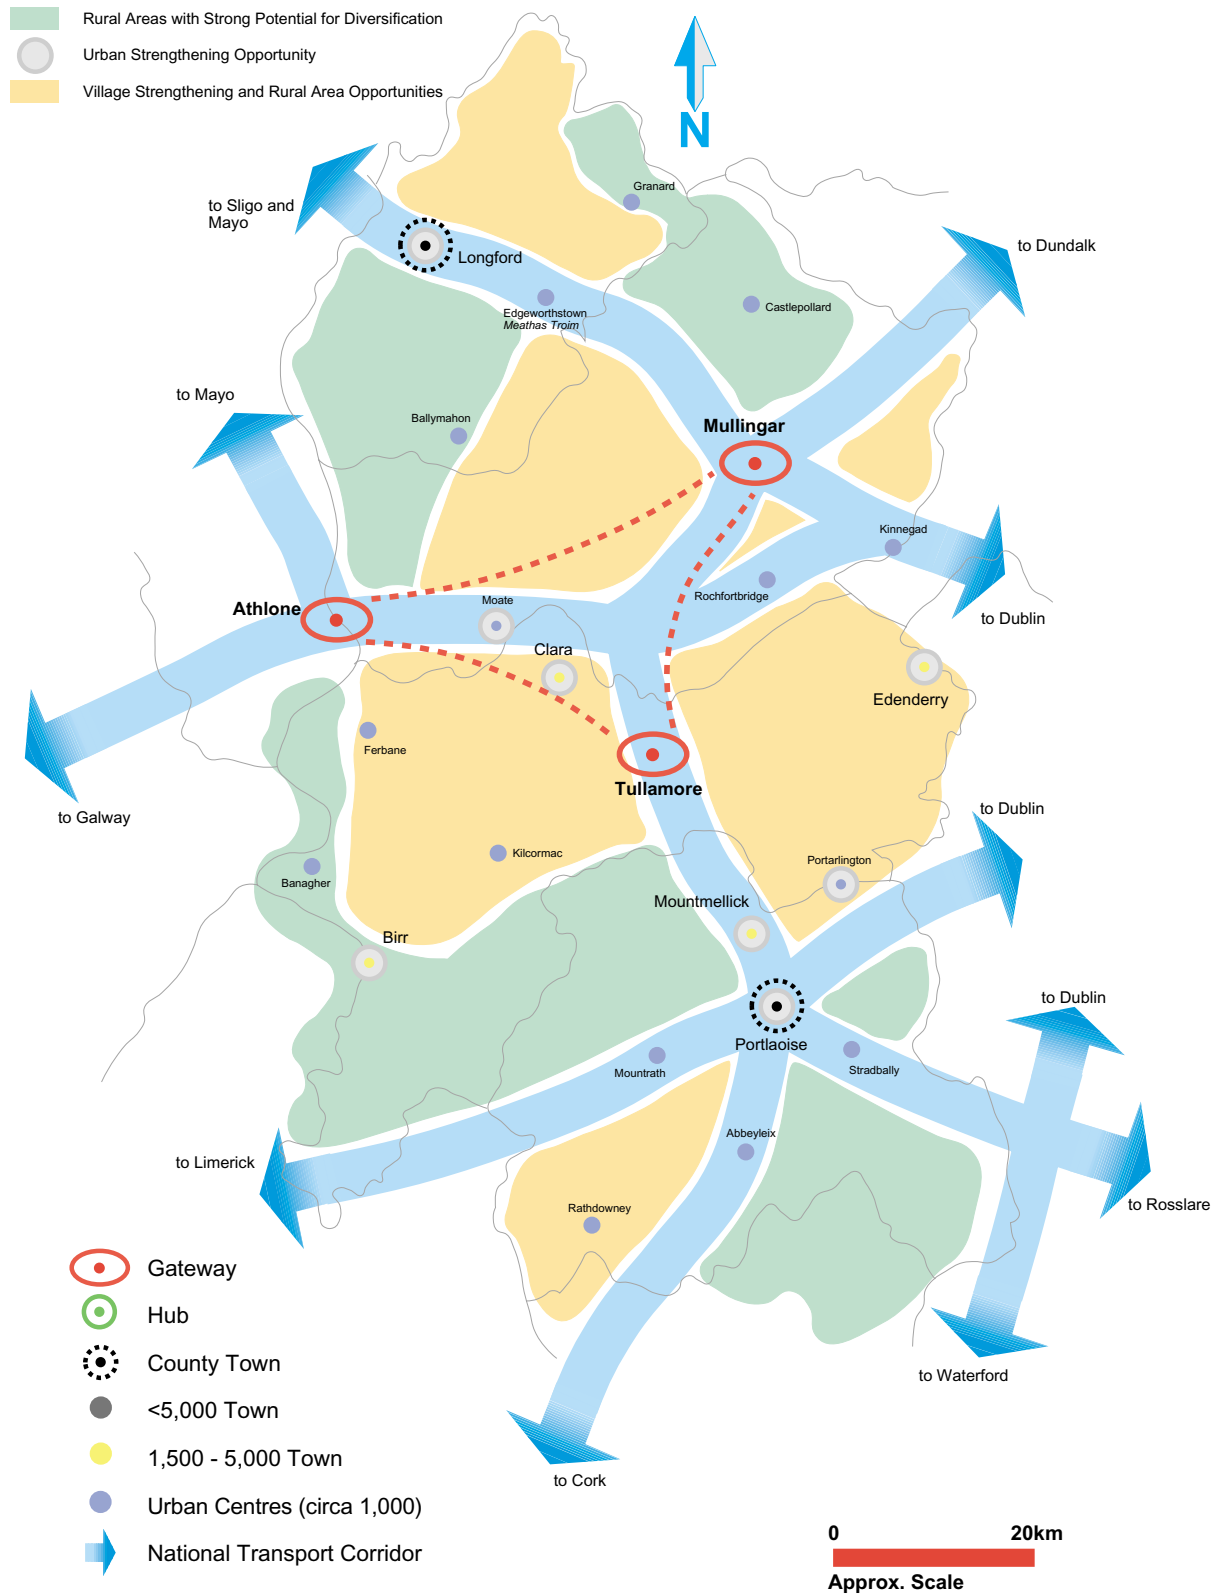 Rural Areas with Strong Potential for Diversification
Urban Strengthening Opportunity
Village Strengthening and Rural Area Opportunities
N
Granard
to Sligo and
Mayo
to Dundalk
Longford
Castlepollard
Edgeworthstown
Meathas Troim
to Mayo
Ballymahon
Mullingar
Kinnegad
Rochfortbridge
Athlone
Moate
to Dublin
Clara
Edenderry
Ferbane
Tullamore
to Galway
to Dublin
Kilcormac
Portarlington
Banagher
Mountmellick
Birr
to Dublin
Portlaoise
Mountrath
Stradbally
Abbeyleix
to Limerick
to Rosslare
Rathdowney
Gateway
Hub
County Town
to Waterford
<5,000 Town
1,500 - 5,000 Town
to Cork
Urban Centres (circa 1,000)
National Transport Corridor
0 20km
Approx. Scale